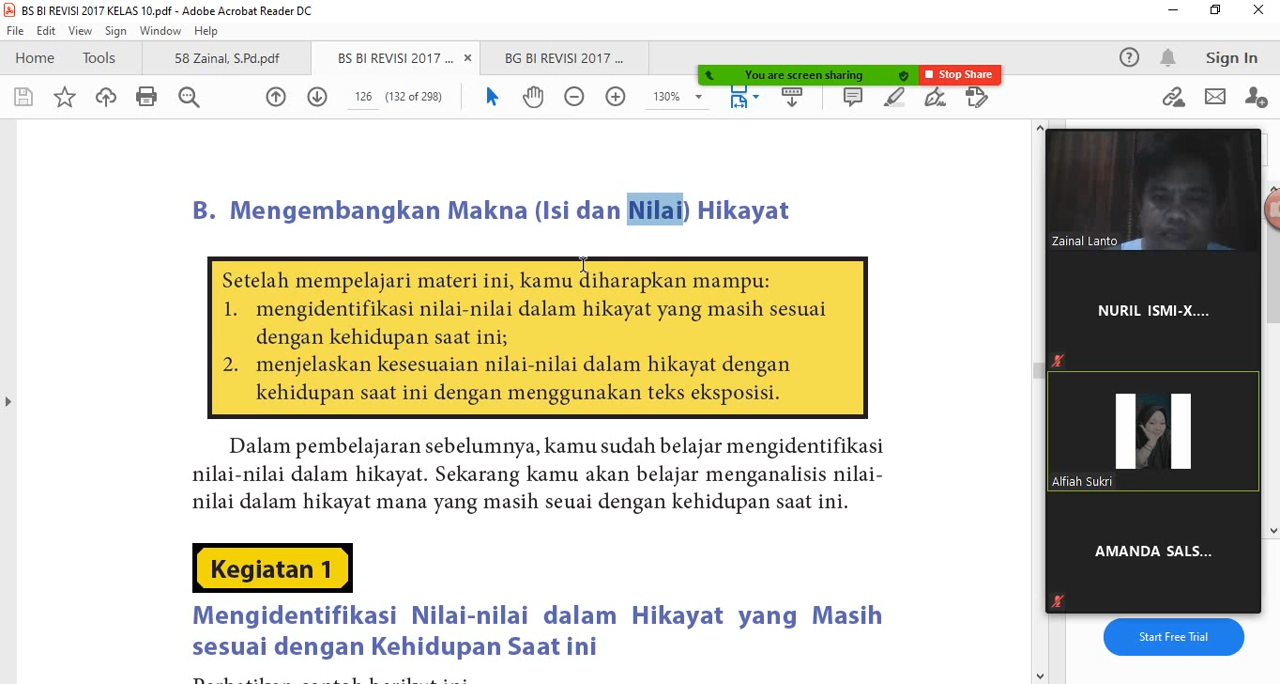 BS BI REVISI 2017 KELAS 10.pdf - Adobe Acrobat Reader DC
File Edit View Sign Window Help
Home Tools 58 Zainal, S.Pd.pdf BS BI REVISI 2017 ... × BG BI REVISI 2017 ... Sign In
You are screen sharing Stop Share
126 (132 of 298) 130%
B. Mengembangkan Makna (Isi dan Nilai) Hikayat
Setelah mempelajari materi ini, kamu diharapkan mampu:
1. mengidentifikasi nilai-nilai dalam hikayat yang masih sesuai
dengan kehidupan saat ini;
2. menjelaskan kesesuaian nilai-nilai dalam hikayat dengan
kehidupan saat ini dengan menggunakan teks eksposisi.
Dalam pembelajaran sebelumnya, kamu sudah belajar mengidentifikasi
nilai-nilai dalam hikayat. Sekarang kamu akan belajar menganalisis nilai-
nilai dalam hikayat mana yang masih seuai dengan kehidupan saat ini.
Kegiatan 1
Mengidentifikasi Nilai-nilai dalam Hikayat yang Masih
sesuai dengan Kehidupan Saat ini
Perhatikan contoh berikut ini
Zainal Lanto
NURIL ISMI-X....
Alfiah Sukri
AMANDA SALS...
Start Free Trial